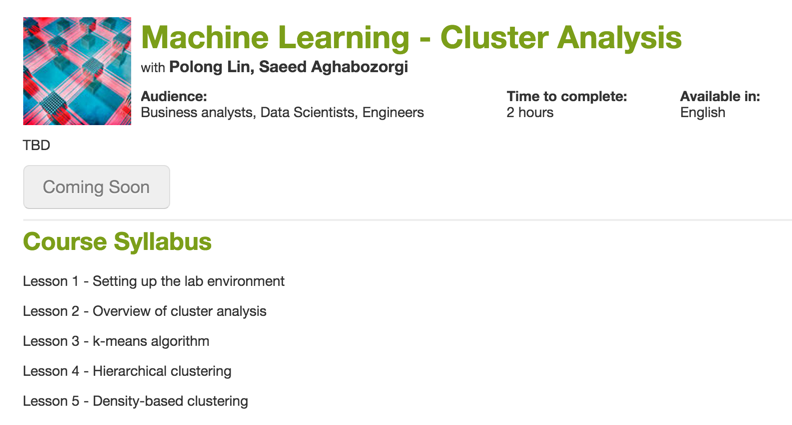 Machine Learning - Cluster Analysis
with Polong Lin, Saeed Aghabozorgi
Audience:
Business analysts, Data Scientists, Engineers
Time to complete:
2 hours
Available in:
English
TBD
Coming Soon
Course Syllabus
Lesson 1 - Setting up the lab environment
Lesson 2 - Overview of cluster analysis
Lesson 3 - k-means algorithm
Lesson 4 - Hierarchical clustering
Lesson 5 - Density-based clustering